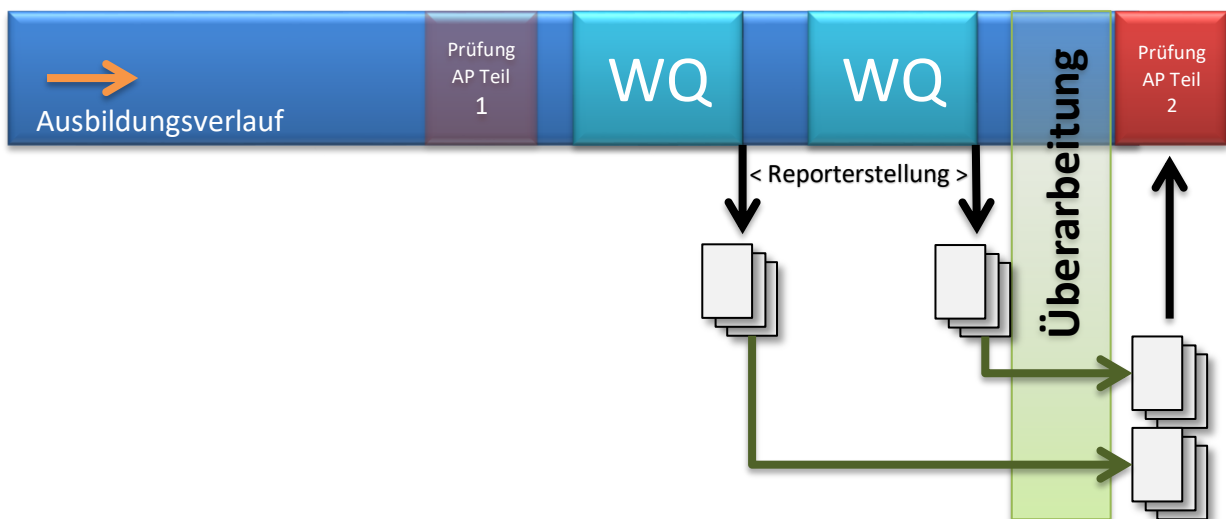 Ausbildungsverlauf
Prüfung
AP Teil
1
WQ
WQ
Überarbeitung
Prüfung
AP Teil
2
< Reporterstellung >